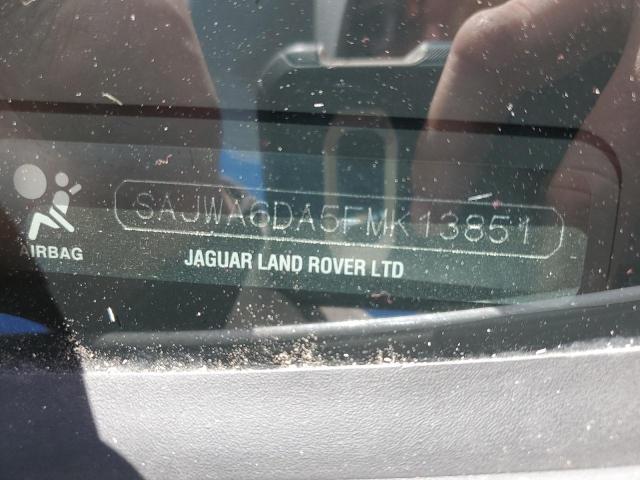 SAJWA6DA5FMK13851
AIRBAG
JAGUAR LAND ROVER LTD